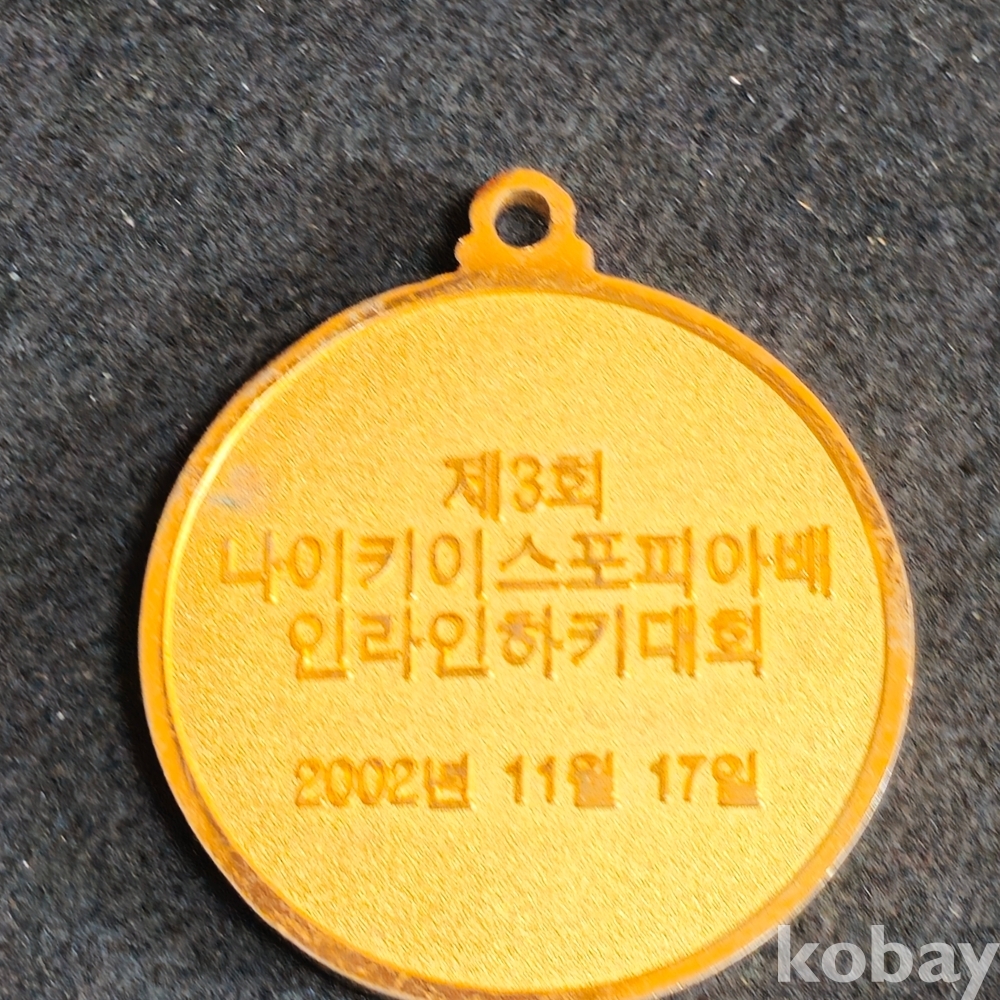 제3회
나이키이스포피아배
인라인하키대회
2002년 11월 17일
kobay